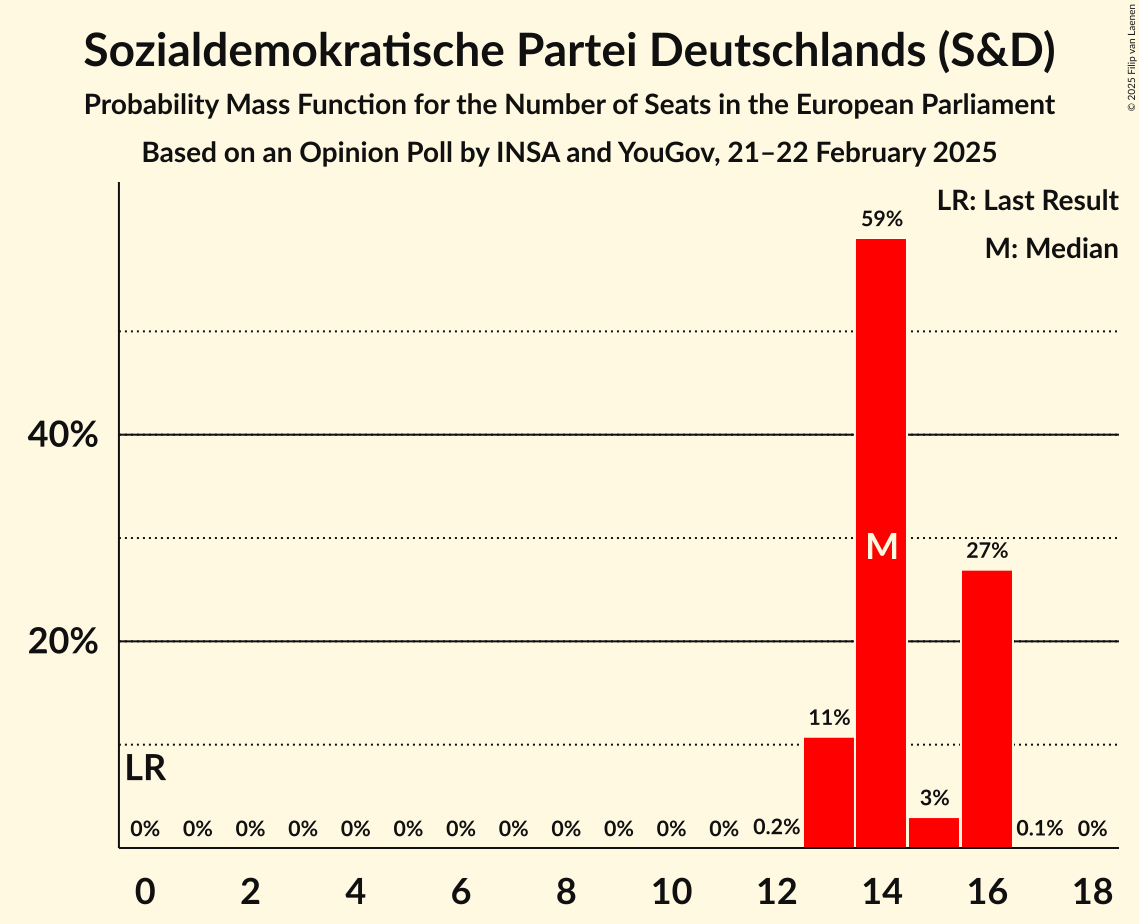 Sozialdemokratische Partei Deutschlands (S&D)
Probability Mass Function for the Number of Seats in the European Parliament
Based on an Opinion Poll by INSA and YouGov, 21–22 February 2025
© 2025 Filip van Laenen
LR: Last Result
M: Median
59%
40%
M
27%
20%
11%
LR
3%
0% 0% 0% 0% 0% 0% 0% 0% 0% 0% 0% 0% 0.2% 0.1% 0%
0 2 4 6 8 10 12 14 16 18